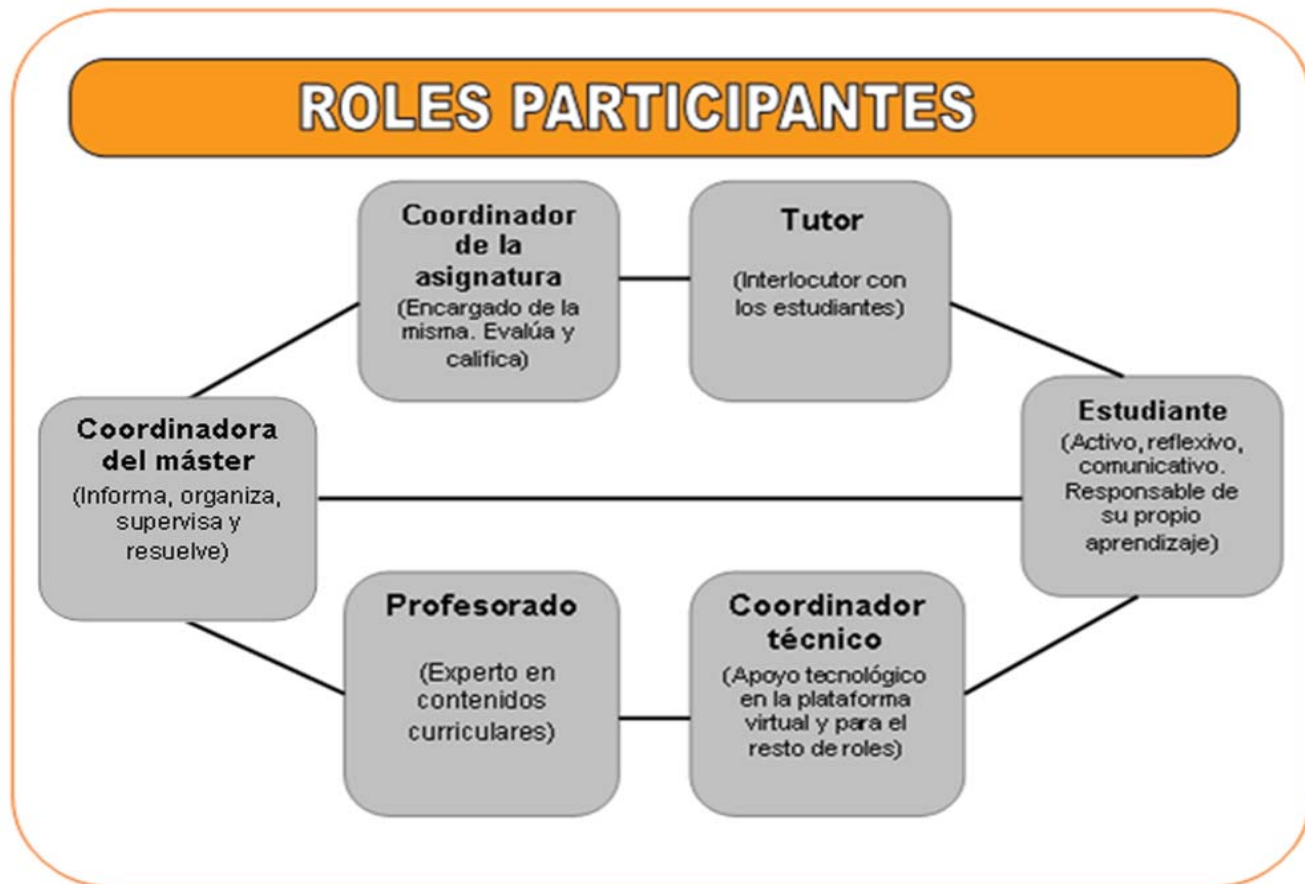 ROLES PARTICIPANTES
Coordinador
de la
asignatura
(Encargado de la
misma. Evalúa y
califica)
Tutor
(Interlocutor con
los estudiantes)
Coordinadora
del máster
(Informa, organiza,
supervisa y
resuelve)
Estudiante
(Activo, reflexivo,
comunicativo.
Responsable de
su propio
aprendizaje)
Profesorado
(Experto en
contenidos
curriculares)
Coordinador
técnico
(Apoyo tecnológico
en la plataforma
virtual y para el
resto de roles)